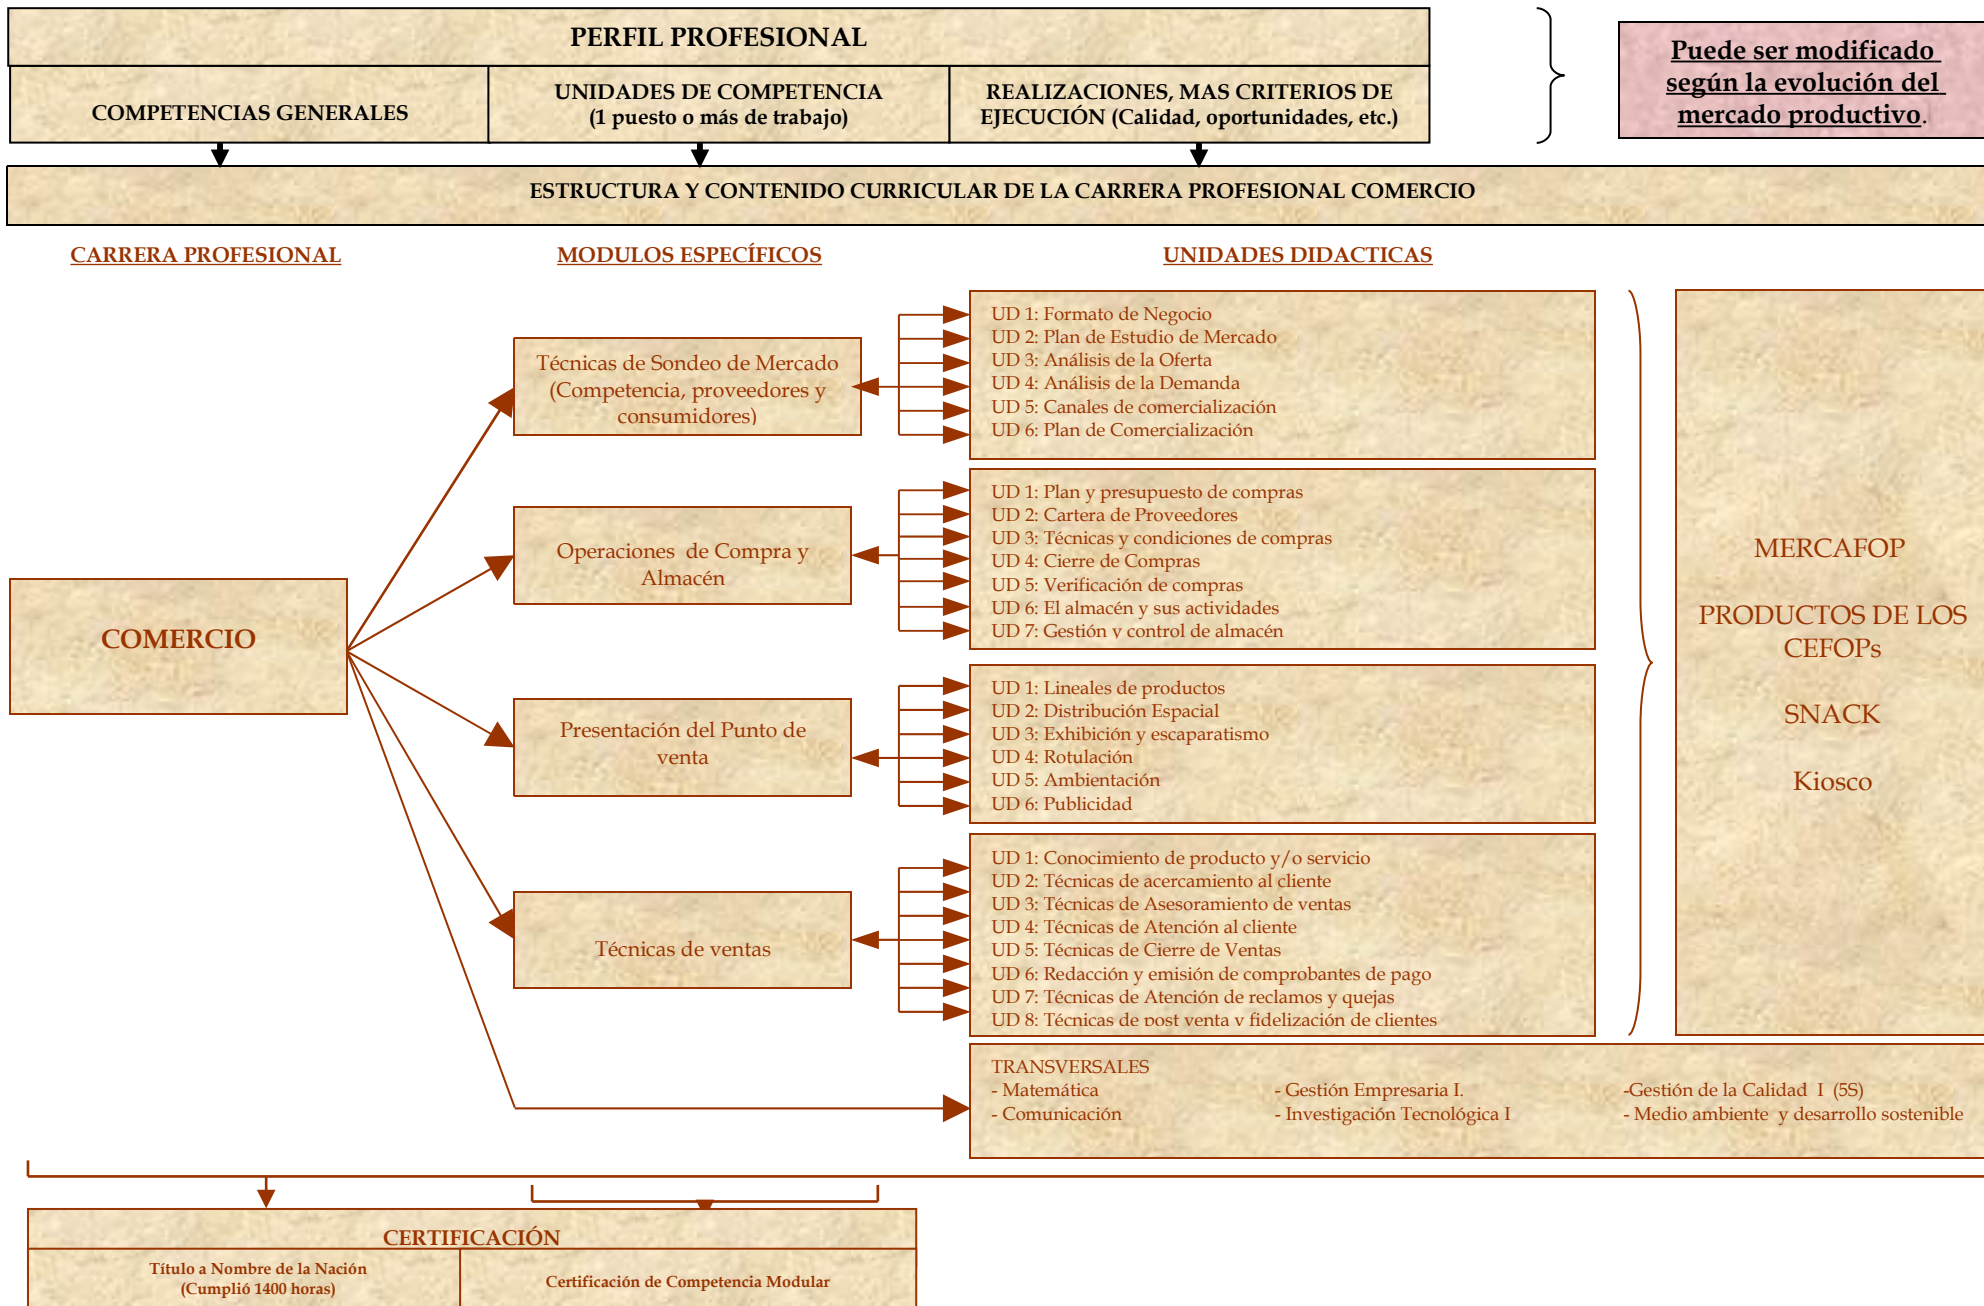 PERFIL PROFESIONAL
COMPETENCIAS GENERALES
UNIDADES DE COMPETENCIA
(1 puesto o más de trabajo)
REALIZACIONES, MAS CRITERIOS DE
EJECUCIÓN (Calidad, oportunidades, etc.)
Puede ser modificado
según la evolución del
mercado productivo.
ESTRUCTURA Y CONTENIDO CURRICULAR DE LA CARRERA PROFESIONAL COMERCIO
CARRERA PROFESIONAL
MODULOS ESPECÍFICOS
UNIDADES DIDACTICAS
COMERCIO
Técnicas de Sondeo de Mercado
(Competencia, proveedores y
consumidores)
UD 1: Formato de Negocio
UD 2: Plan de Estudio de Mercado
UD 3: Análisis de la Oferta
UD 4: Análisis de la Demanda
UD 5: Canales de comercialización
UD 6: Plan de Comercialización
Operaciones de Compra y
Almacén
UD 1: Plan y presupuesto de compras
UD 2: Cartera de Proveedores
UD 3: Técnicas y condiciones de compras
UD 4: Cierre de Compras
UD 5: Verificación de compras
UD 6: El almacén y sus actividades
UD 7: Gestión y control de almacén
Presentación del Punto de
venta
UD 1: Lineales de productos
UD 2: Distribución Espacial
UD 3: Exhibición y escaparatismo
UD 4: Rotulación
UD 5: Ambientación
UD 6: Publicidad
Técnicas de ventas
UD 1: Conocimiento de producto y/o servicio
UD 2: Técnicas de acercamiento al cliente
UD 3: Técnicas de Asesoramiento de ventas
UD 4: Técnicas de Atención al cliente
UD 5: Técnicas de Cierre de Ventas
UD 6: Redacción y emisión de comprobantes de pago
UD 7: Técnicas de Atención de reclamos y quejas
UD 8: Técnicas de post venta y fidelización de clientes
MERCAFOP
PRODUCTOS DE LOS
CEFOPs
SNACK
Kiosco
TRANSVERSALES
- Matemática - Gestión Empresaria I. -Gestión de la Calidad I (5S)
- Comunicación - Investigación Tecnológica I - Medio ambiente y desarrollo sostenible
CERTIFICACIÓN
Título a Nombre de la Nación
(Cumplió 1400 horas)
Certificación de Competencia Modular